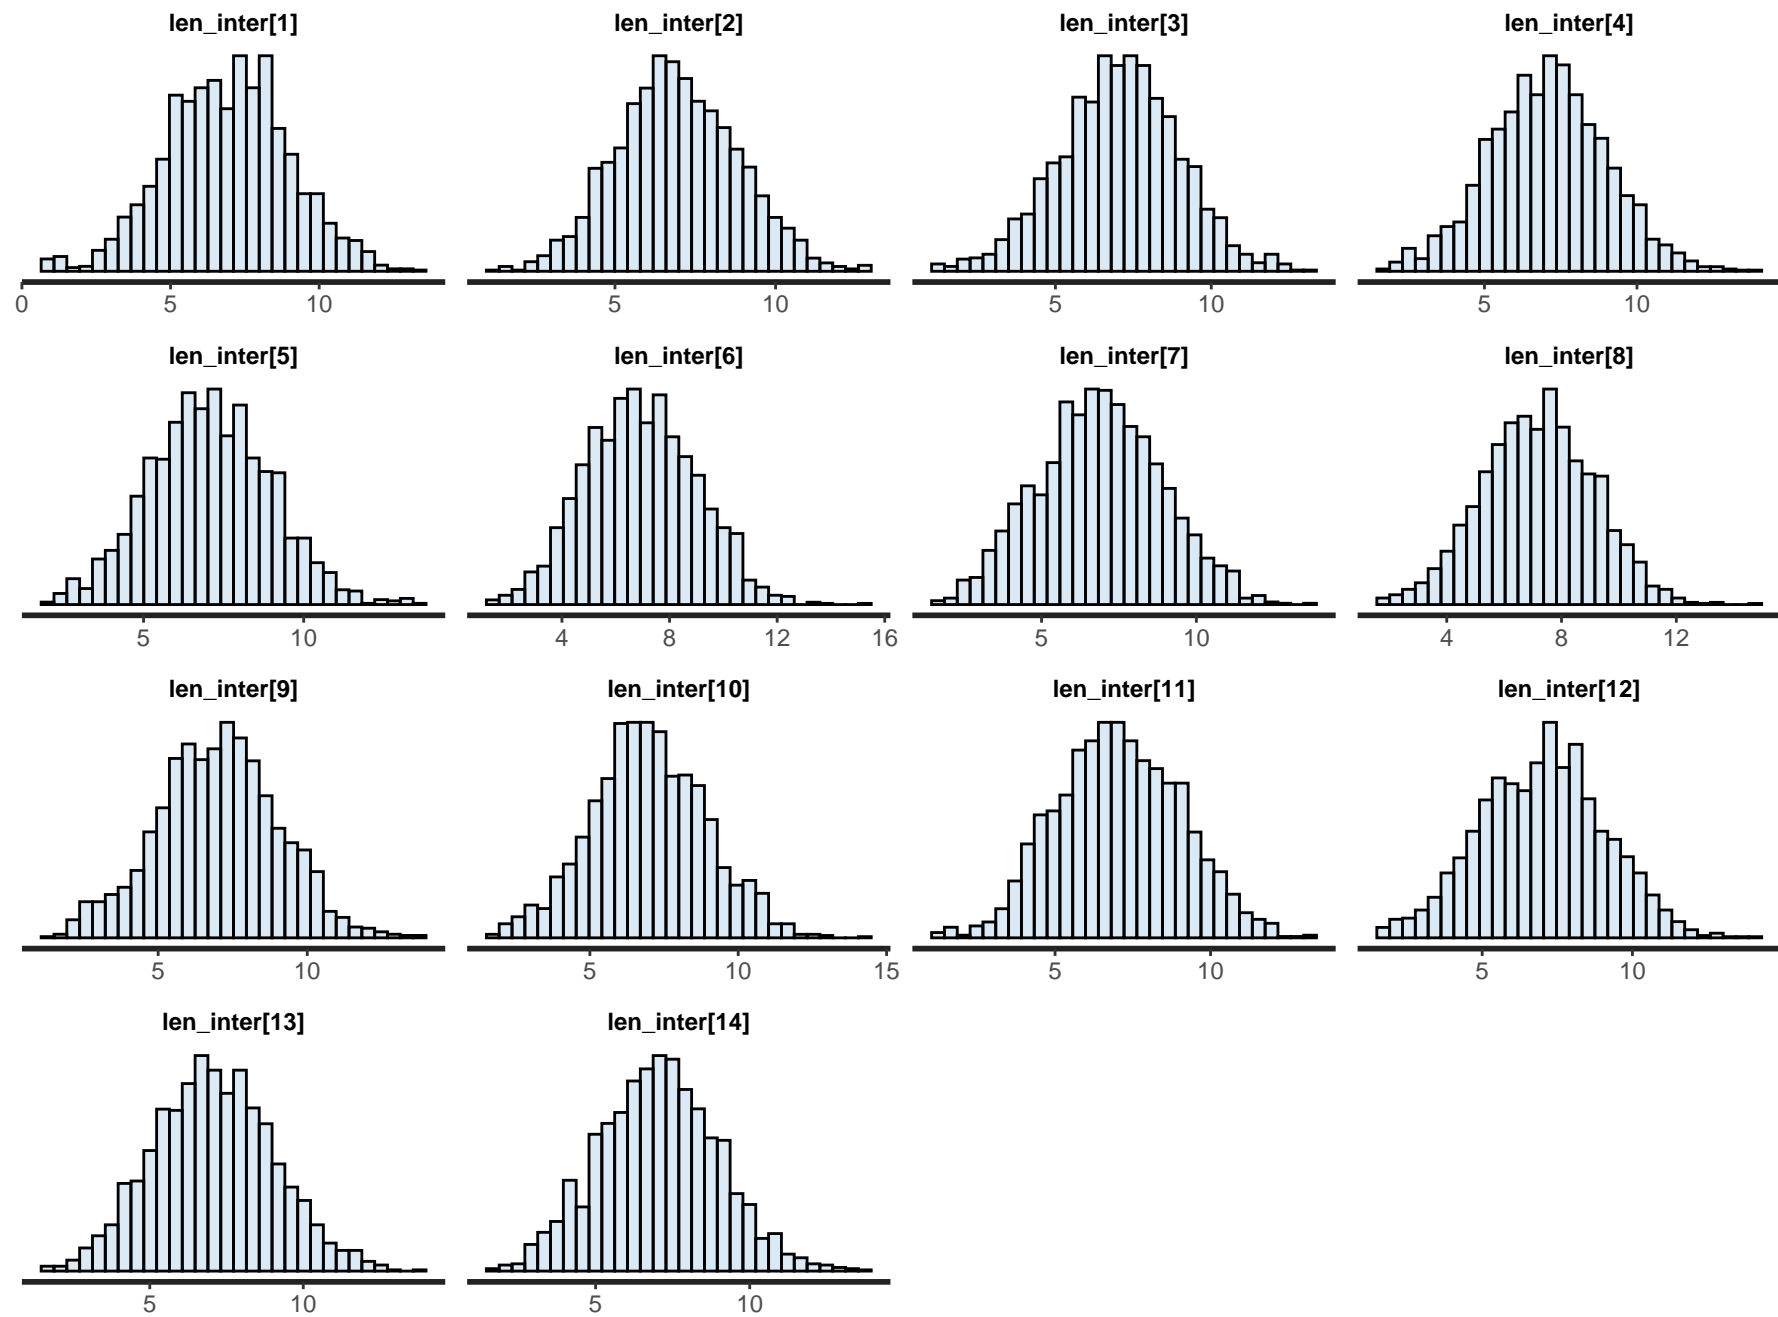 len_inter[1] len_inter[2] len_inter[3] len_inter[4]
0 5 10 5 10 5 10 5 10
len_inter[5] len_inter[6] len_inter[7] len_inter[8]
5 10 4 8 12 16 5 10 4 8 12
len_inter[9] len_inter[10] len_inter[11] len_inter[12]
5 10 5 10 15 5 10 5 10
len_inter[13] len_inter[14]
5 10 5 10